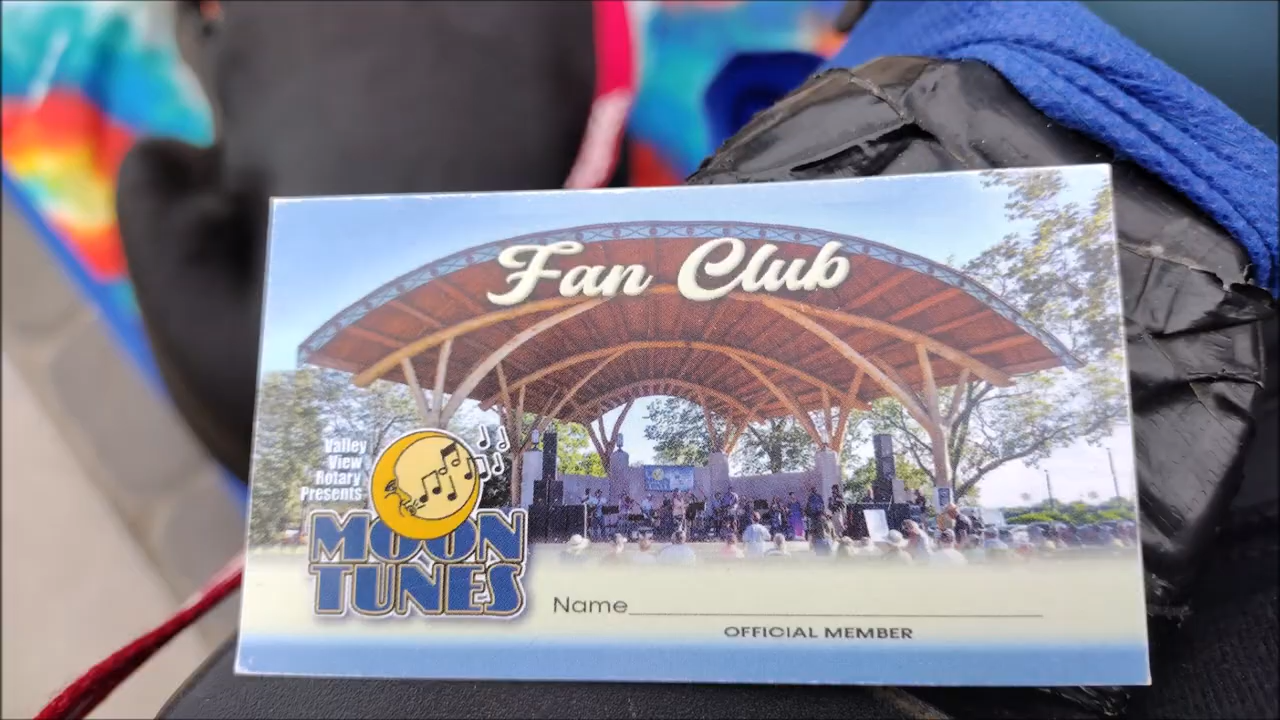 Fan Club
Valley
View
Rotary
Presents
MOON
TUNES
Name
OFFICIAL MEMBER